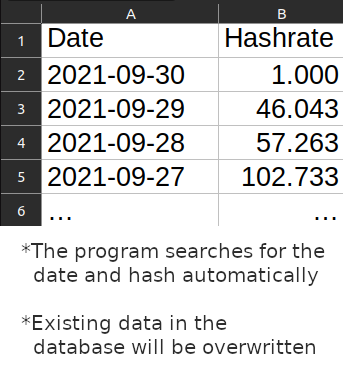 A B
1 Date Hashrate
2 2021-09-30 1.000
3 2021-09-29 46.043
4 2021-09-28 57.263
5 2021-09-27 102.733
6 ... ...
*The program searches for the
date and hash automatically
*Existing data in the
database will be overwritten